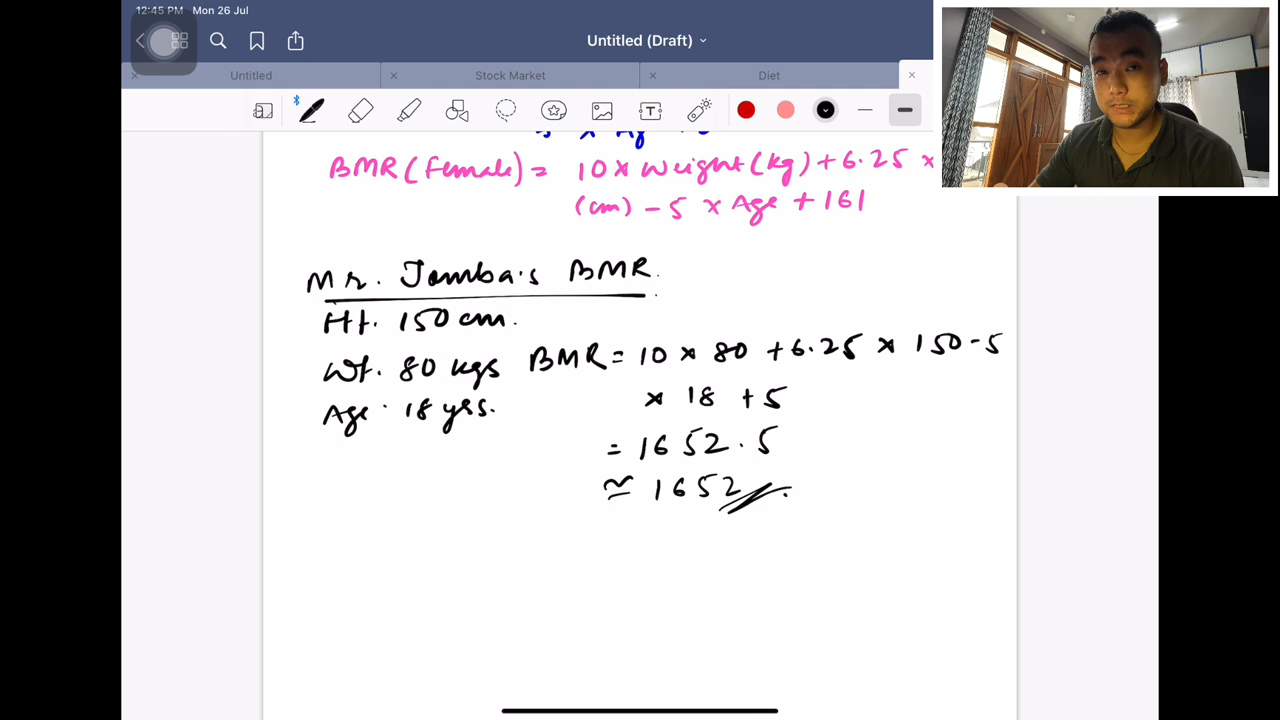 12:45 PM Mon 26 Jul
Untitled (Draft)
Untitled Stock Market Diet
BMR (Female) = 10 x Weight (kg) + 6.25 x
(cm) - 5 x Age + 161
Mr. Jamba's BMR.
Ht. 150 cm.
Wt. 80 kgs BMR = 10 x 80 + 6.25 x 150 - 5
Age. 18 yrs. x 18 + 5
= 1652.5
≅ 1652